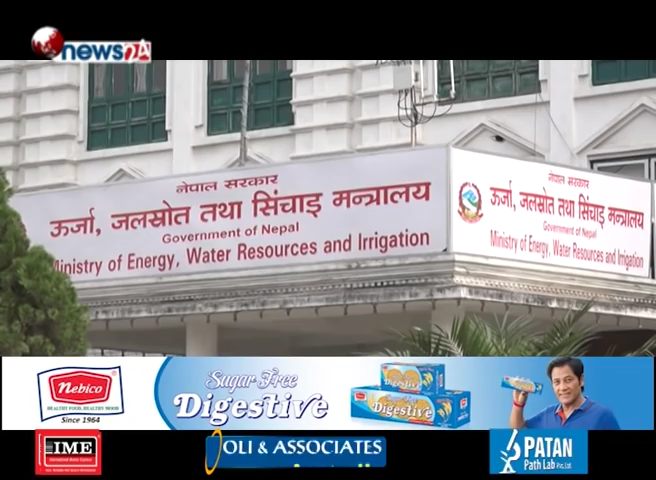 news24
नेपाल सरकार
ऊर्जा, जलस्रोत तथा सिंचाइ मन्त्रालय
Government of Nepal
Ministry of Energy, Water Resources and Irrigation
नेपाल सरकार
ऊर्जा, जलस्रोत तथा सिंचाइ मन्त्रालय
Government of Nepal
Ministry of Energy, Water Resources and Irrigation
Nebico
HEALTHY FOOD, HEALTHY MOOD
Since 1964
Sugar Free
Digestive
Digestive
Digestive
IME
OLI & ASSOCIATES
PATAN
Path Lab Pvt. Ltd.